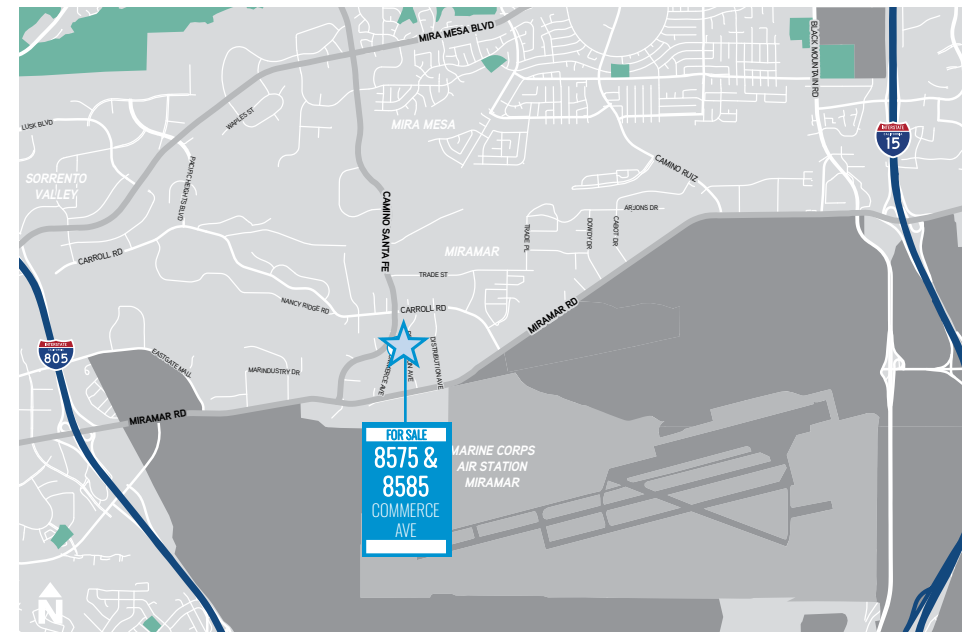 MIRA MESA BLVD
BLACK MOUNTAIN RD
LUSK BLVD
WAPLES ST
MIRA MESA
INTERSTATE
CALIFORNIA
15
SORRENTO
VALLEY
PACIFIC HEIGHTS BLVD
CAMINO RUIZ
CAMINO SANTA FE
ARJONS DR
CARROLL RD
MIRAMAR
TRADE PL
DOWDY DR
CABOT DR
TRADE ST
NANCY RIDGE RD
CARROLL RD
MIRAMAR RD
INTERSTATE
CALIFORNIA
805
EASTGATE MALL
MARINDUSTRY DR
COMMERCE AVE
AVE
DISTRIBUTION AVE
MIRAMAR RD
FOR SALE
8575 &
8585
COMMERCE
AVE
MARINE CORPS
AIR STATION
MIRAMAR
N